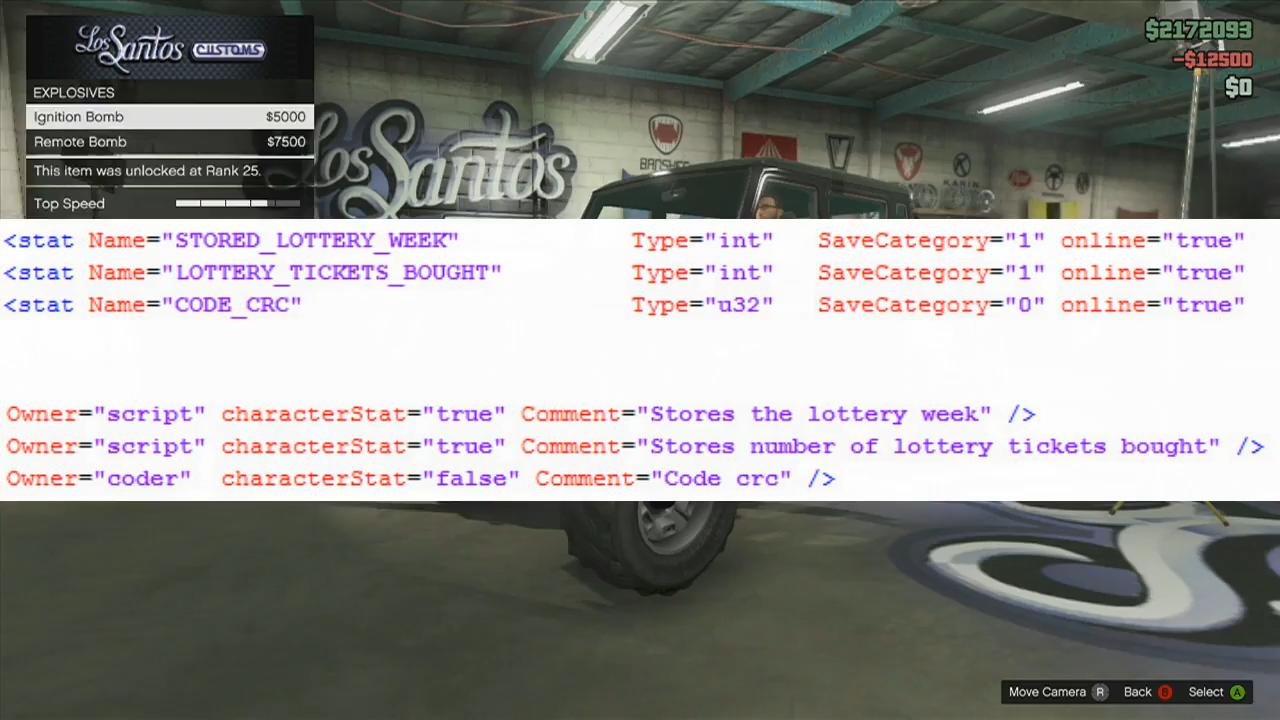 Los Santos CUSTOMS
$2172093
-$12500
$0
EXPLOSIVES
Ignition Bomb $5000
Remote Bomb $7500
This item was unlocked at Rank 25.
Top Speed
Los Santos
BANSHEE
KARIN
<stat Name="STORED_LOTTERY_WEEK" Type="int" SaveCategory="1" online="true"
<stat Name="LOTTERY_TICKETS_BOUGHT" Type="int" SaveCategory="1" online="true"
<stat Name="CODE_CRC" Type="u32" SaveCategory="0" online="true"
Owner="script" characterStat="true" Comment="Stores the lottery week" />
Owner="script" characterStat="true" Comment="Stores number of lottery tickets bought" />
Owner="coder" characterStat="false" Comment="Code crc" />
Move Camera R Back B Select A